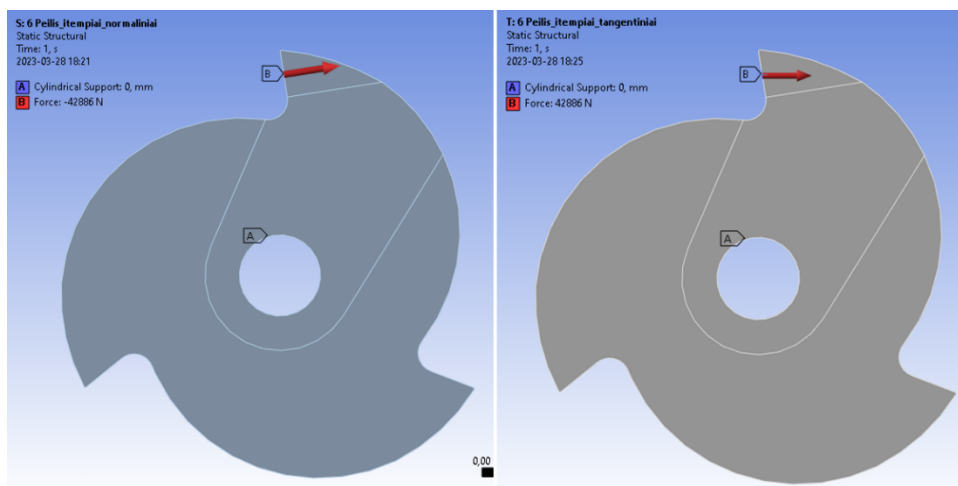 S: 6 Peilis_itempiai_normaliniai
Static Structural
Time: 1, s
2023-03-28 18:21
A Cylindrical Support: 0, mm
B Force: -42886 N
B
A
0,00
T: 6 Peilis_itempiai_tangentiniai
Static Structural
Time: 1, s
2023-03-28 18:25
A Cylindrical Support: 0, mm
B Force: 42886 N
B
A